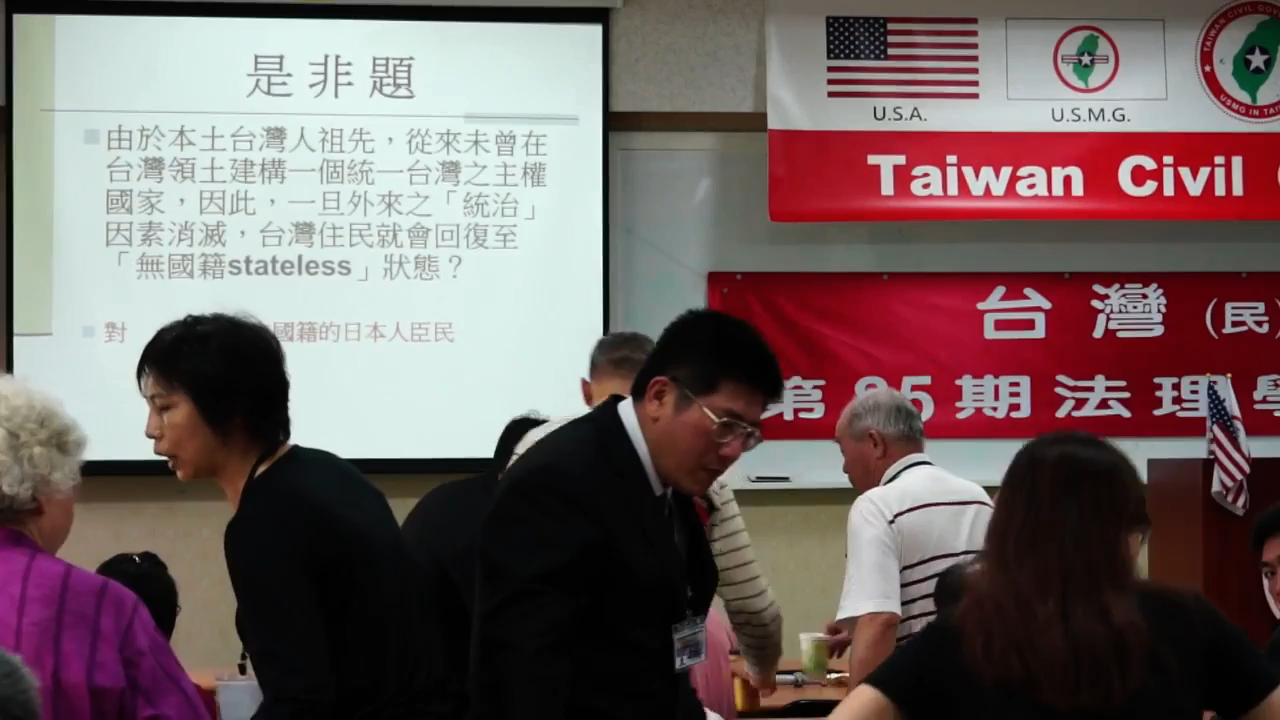 是非題
由於本土台灣人祖先，從來未曾在
台灣領土建構一個統一台灣之主權
國家，因此，一旦外來之「統治」
因素消滅，台灣住民就會回復至
「無國籍stateless」狀態？
對
國籍的日本人臣民
U.S.A.
U.S.M.G.
Taiwan Civil
台灣（民
第85期法理學